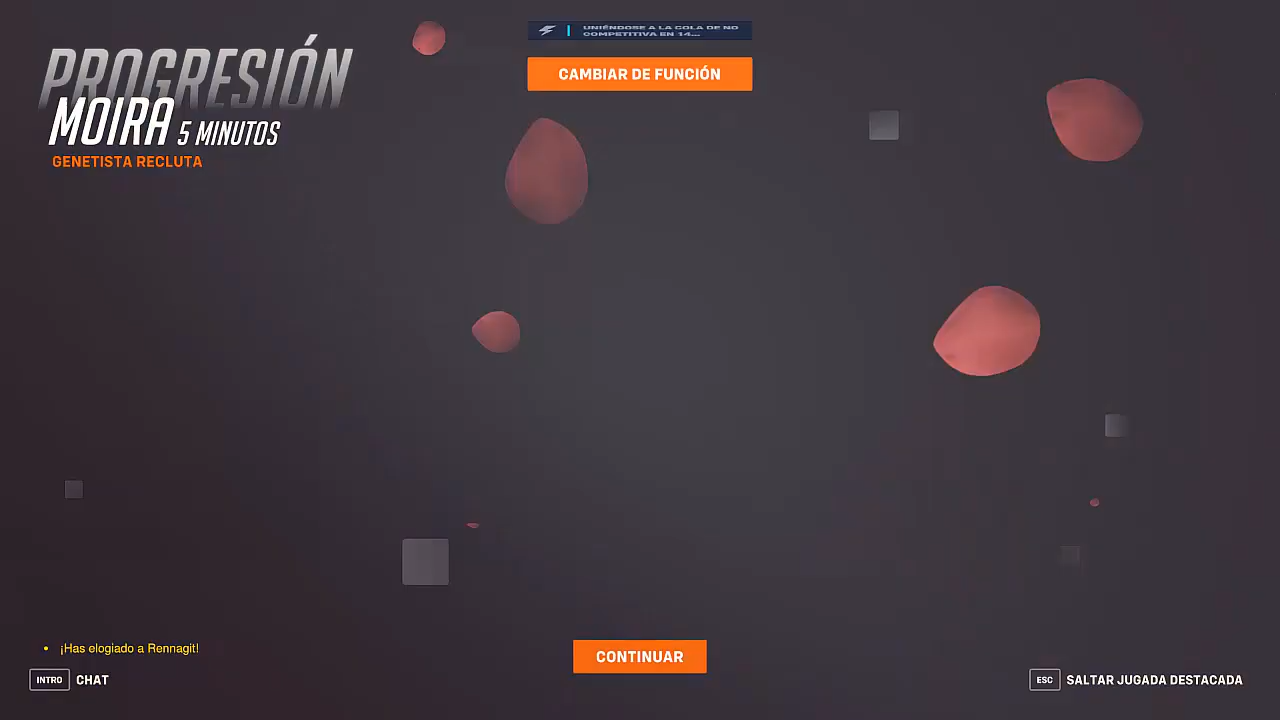 PROGRESIÓN
MOIRA 5 MINUTOS
GENETISTA RECLUTA
UNIÉNDOSE A LA COLA DE NO
COMPETITIVA EN 14...
CAMBIAR DE FUNCIÓN
¡Has elogiado a Rennagit!
INTRO CHAT
CONTINUAR
ESC SALTAR JUGADA DESTACADA